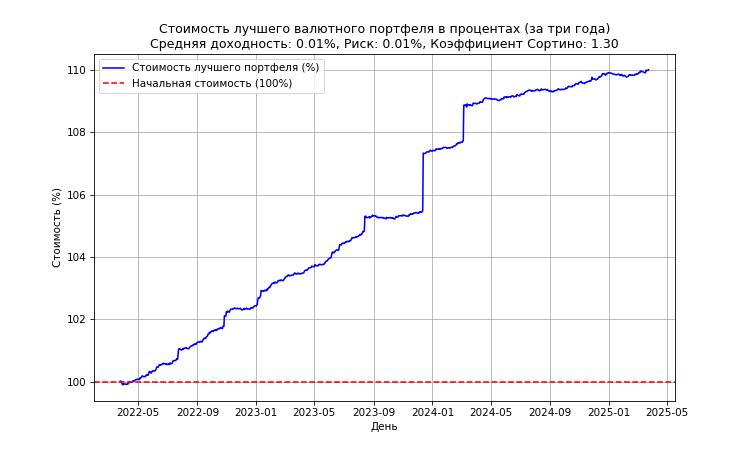 Стоимость лучшего валютного портфеля в процентах (за три года)
Средняя доходность: 0.01%, Риск: 0.01%, Коэффициент Сортино: 1.30
Стоимость лучшего портфеля (%)
Начальная стоимость (100%)
Стоимость (%)
110
108
106
104
102
100
2022-05
2022-09
2023-01
2023-05
2023-09
2024-01
2024-05
2024-09
2025-01
2025-05
День